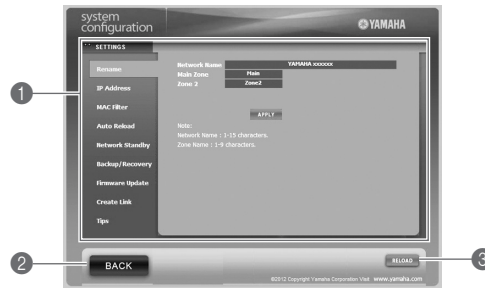 system
configuration
YAMAHA
SETTINGS
Rename
IP Address
MAC Filter
Auto Reload
Network Standby
Backup/Recovery
Firmware Update
Create Link
Tips
Network Name YAMAHA xxxxxx
Main Zone Main
Zone 2 Zone2
APPLY
Note:
Network Name : 1-15 characters.
Zone Name : 1-9 characters.
1
2
BACK
RELOAD
3
©2012 Copyright Yamaha Corporation Visit www.yamaha.com